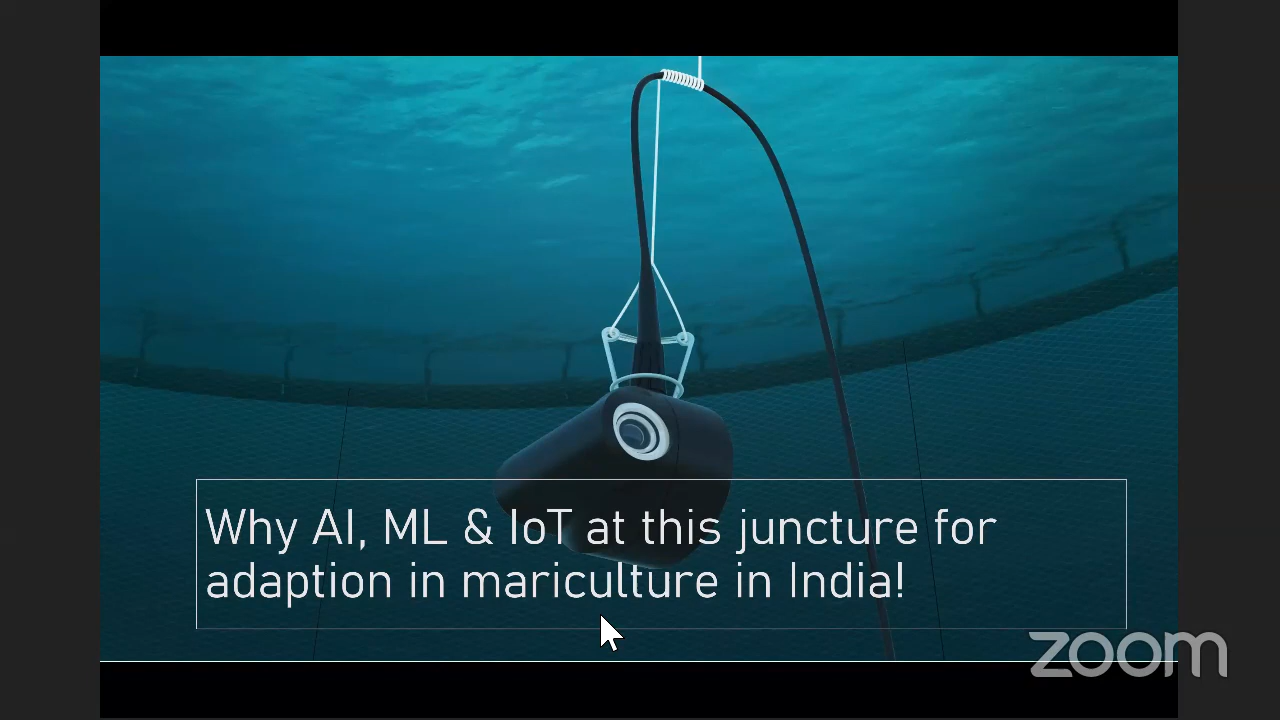 Why AI, ML & IoT at this juncture for
adaption in mariculture in India!
zoom